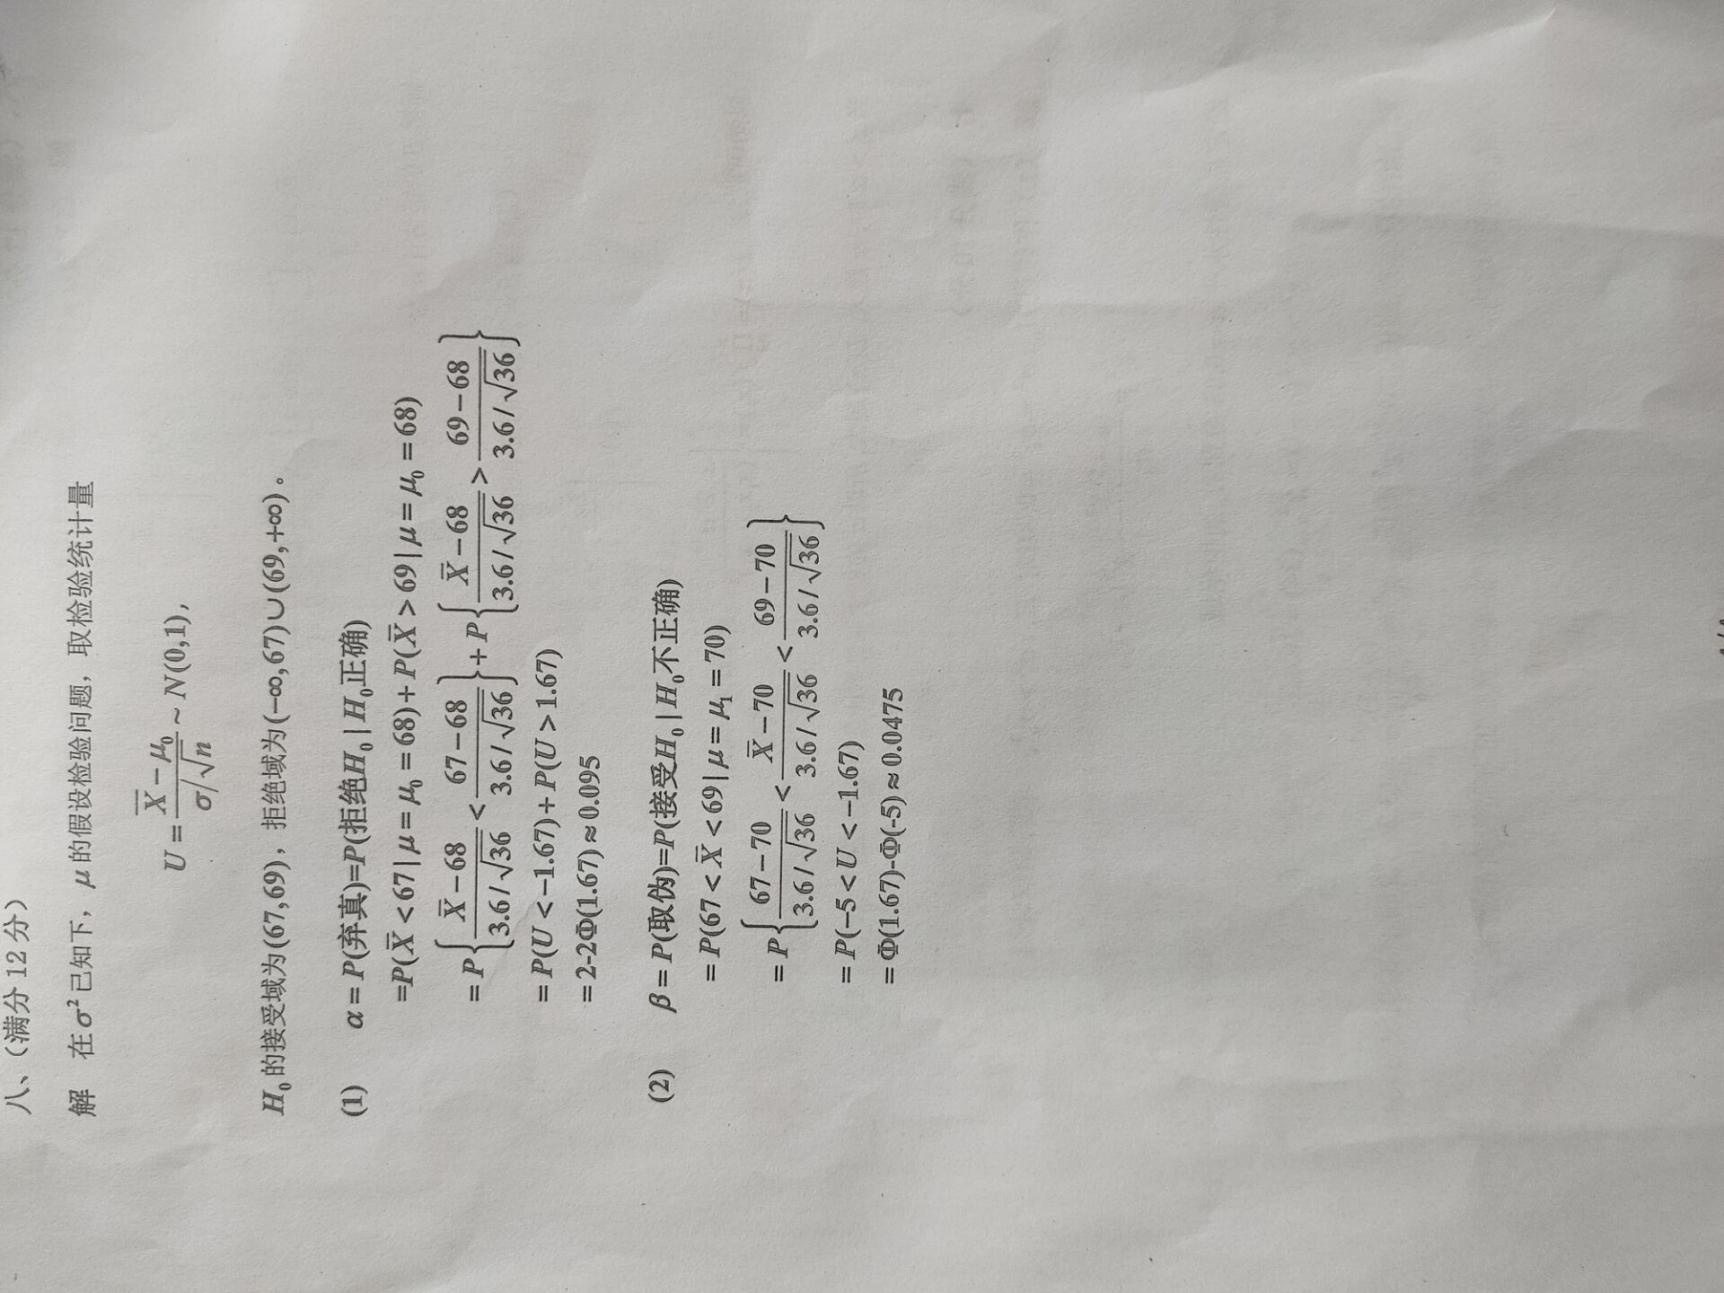 八、（满分 12 分）
解 在σ²已知下，μ的假设检验问题，取检验统计量
U = (X̄ − μ₀)/(σ/√n) ~ N(0,1),
H₀的接受域为(67,69)，拒绝域为(−∞,67)∪(69,+∞)。
(1) α = P(弃真)=P(拒绝H₀ | H₀正确)
=P(X̄ < 67 | μ = μ₀ = 68) + P(X̄ > 69 | μ = μ₀ = 68)
= P{(X̄ − 68)/(3.6/√36) < (67 − 68)/(3.6/√36)} + P{(X̄ − 68)/(3.6/√36) > (69 − 68)/(3.6/√36)}
= P(U < −1.67) + P(U > 1.67)
= 2-2Φ(1.67) ≈ 0.095
(2) β = P(取伪)=P(接受H₀ | H₀不正确)
= P(67 < X̄ < 69 | μ = μ₁ = 70)
= P{(67 − 70)/(3.6/√36) < (X̄ − 70)/(3.6/√36) < (69 − 70)/(3.6/√36)}
= P(−5 < U < −1.67)
= Φ(1.67)-Φ(-5) ≈ 0.0475